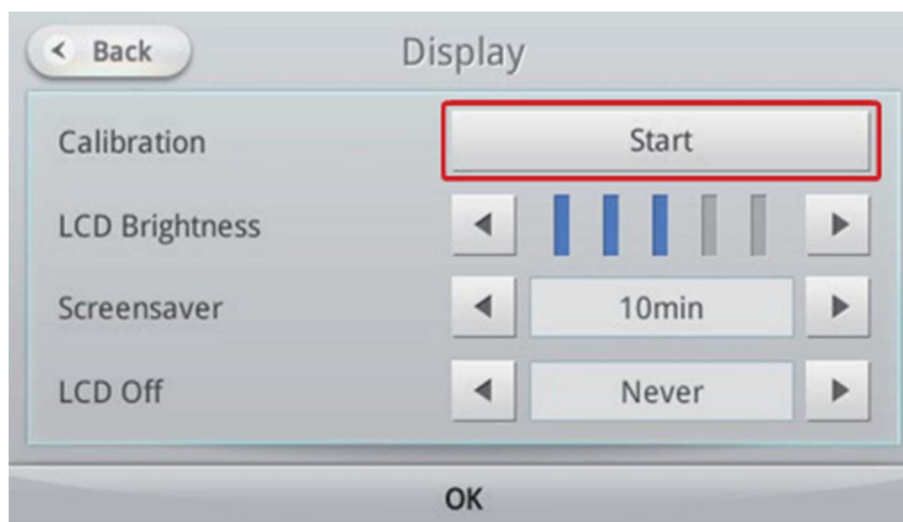 Back
Display
Calibration Start
LCD Brightness
Screensaver 10min
LCD Off Never
OK